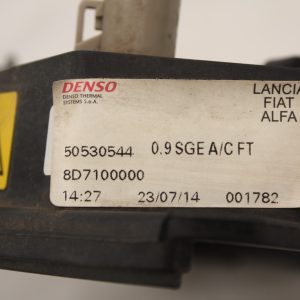 DENSO
DENSO THERMAL
SYSTEMS S.p.A.
LANCIA
FIAT
ALFA
50530544 0.9 SGE A/C FT
8D7100000
14:27 23/07/14 001782